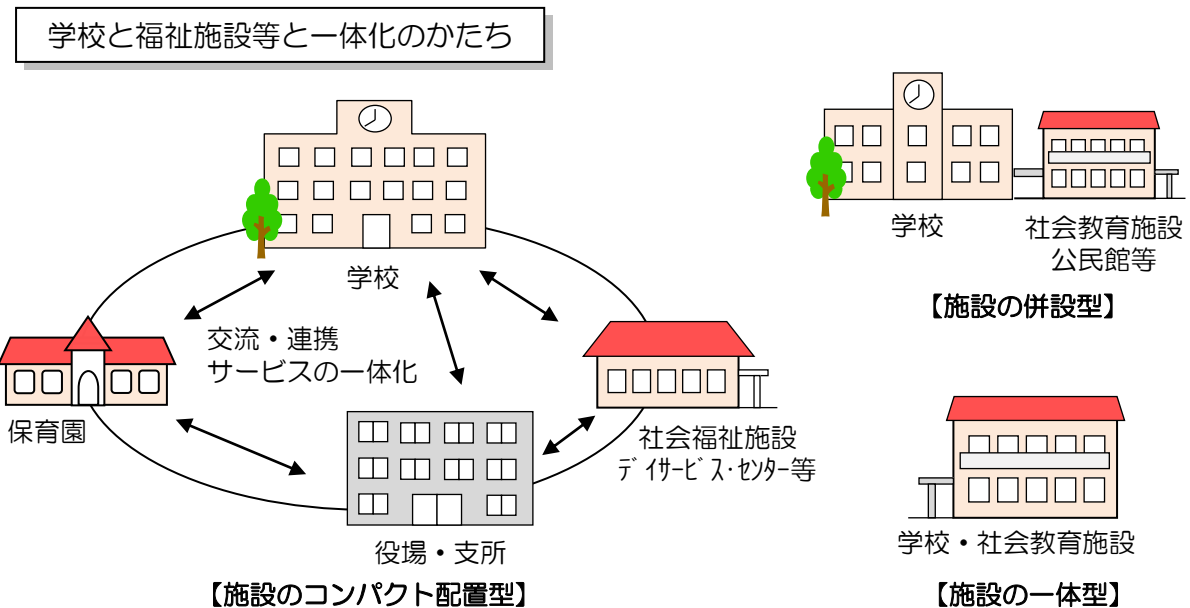 学校と福祉施設等と一体化のかたち
学校
交流・連携
サービスの一体化
保育園
社会福祉施設
ﾃﾞｲｻｰﾋﾞｽ･ｾﾝﾀｰ等
役場・支所
【施設のコンパクト配置型】
学校
社会教育施設
公民館等
【施設の併設型】
学校・社会教育施設
【施設の一体型】